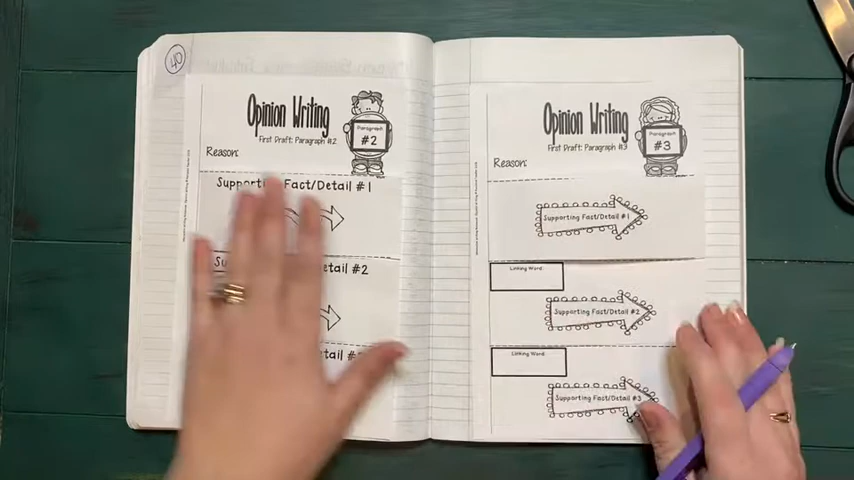 40
Opinion Writing
First Draft: Paragraph #2
Paragraph
#2
Reason:
Supporting Fact/Detail #1
Detail #2
Opinion Writing
First Draft: Paragraph #3
Paragraph
#3
Reason:
Supporting Fact/Detail #1
Linking Word:
Supporting Fact/Detail #2
Linking Word:
Supporting Fact/Detail #3